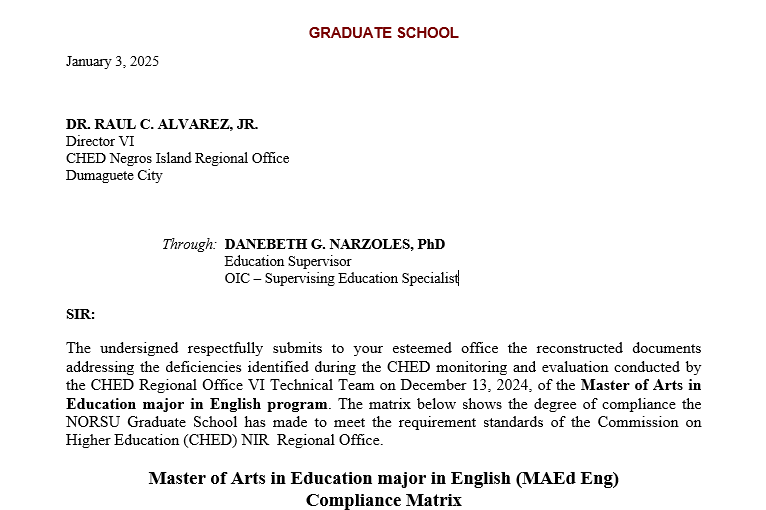 GRADUATE SCHOOL
January 3, 2025
DR. RAUL C. ALVAREZ, JR.
Director VI
CHED Negros Island Regional Office
Dumaguete City
Through: DANEBETH G. NARZOLES, PhD
Education Supervisor
OIC – Supervising Education Specialist
SIR:
The undersigned respectfully submits to your esteemed office the reconstructed documents
addressing the deficiencies identified during the CHED monitoring and evaluation conducted by
the CHED Regional Office VI Technical Team on December 13, 2024, of the Master of Arts in
Education major in English program. The matrix below shows the degree of compliance the
NORSU Graduate School has made to meet the requirement standards of the Commission on
Higher Education (CHED) NIR  Regional Office.
Master of Arts in Education major in English (MAEd Eng)
Compliance Matrix